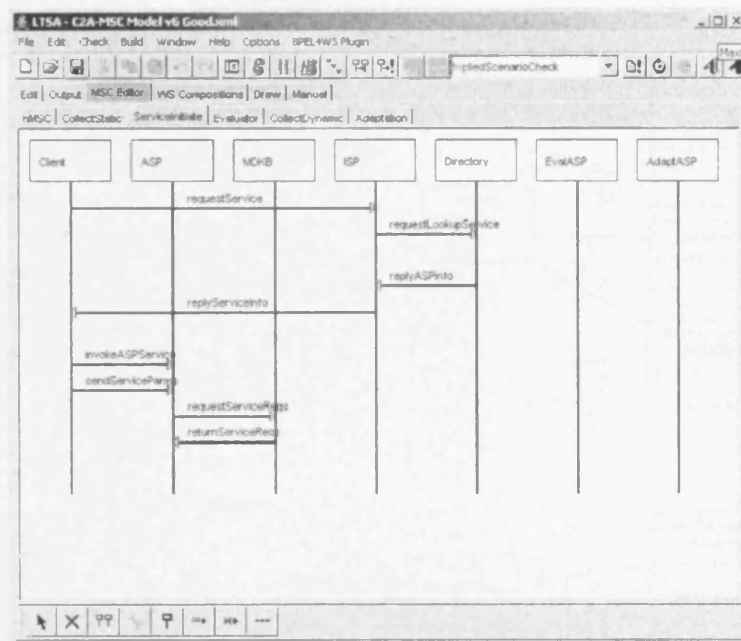 LTSA - C2A-MSC Model v6 Good.xml
File Edit Check Build Window Help Options BPEL4WS Plugin
ptedScenarioCheck
Max
Edit Output MSC Editor WS Compositions Draw Manual
hMSC CollectStatic ServiceInitiate Evaluator CollectDynamic Adaptation
Client ASP MDKB ISP Directory EvalASP AdaptASP
requestService
requestLookupService
replyASPinfo
replyServiceInfo
invokeASPService
sendServiceParms
requestServiceReqs
returnServiceReqs